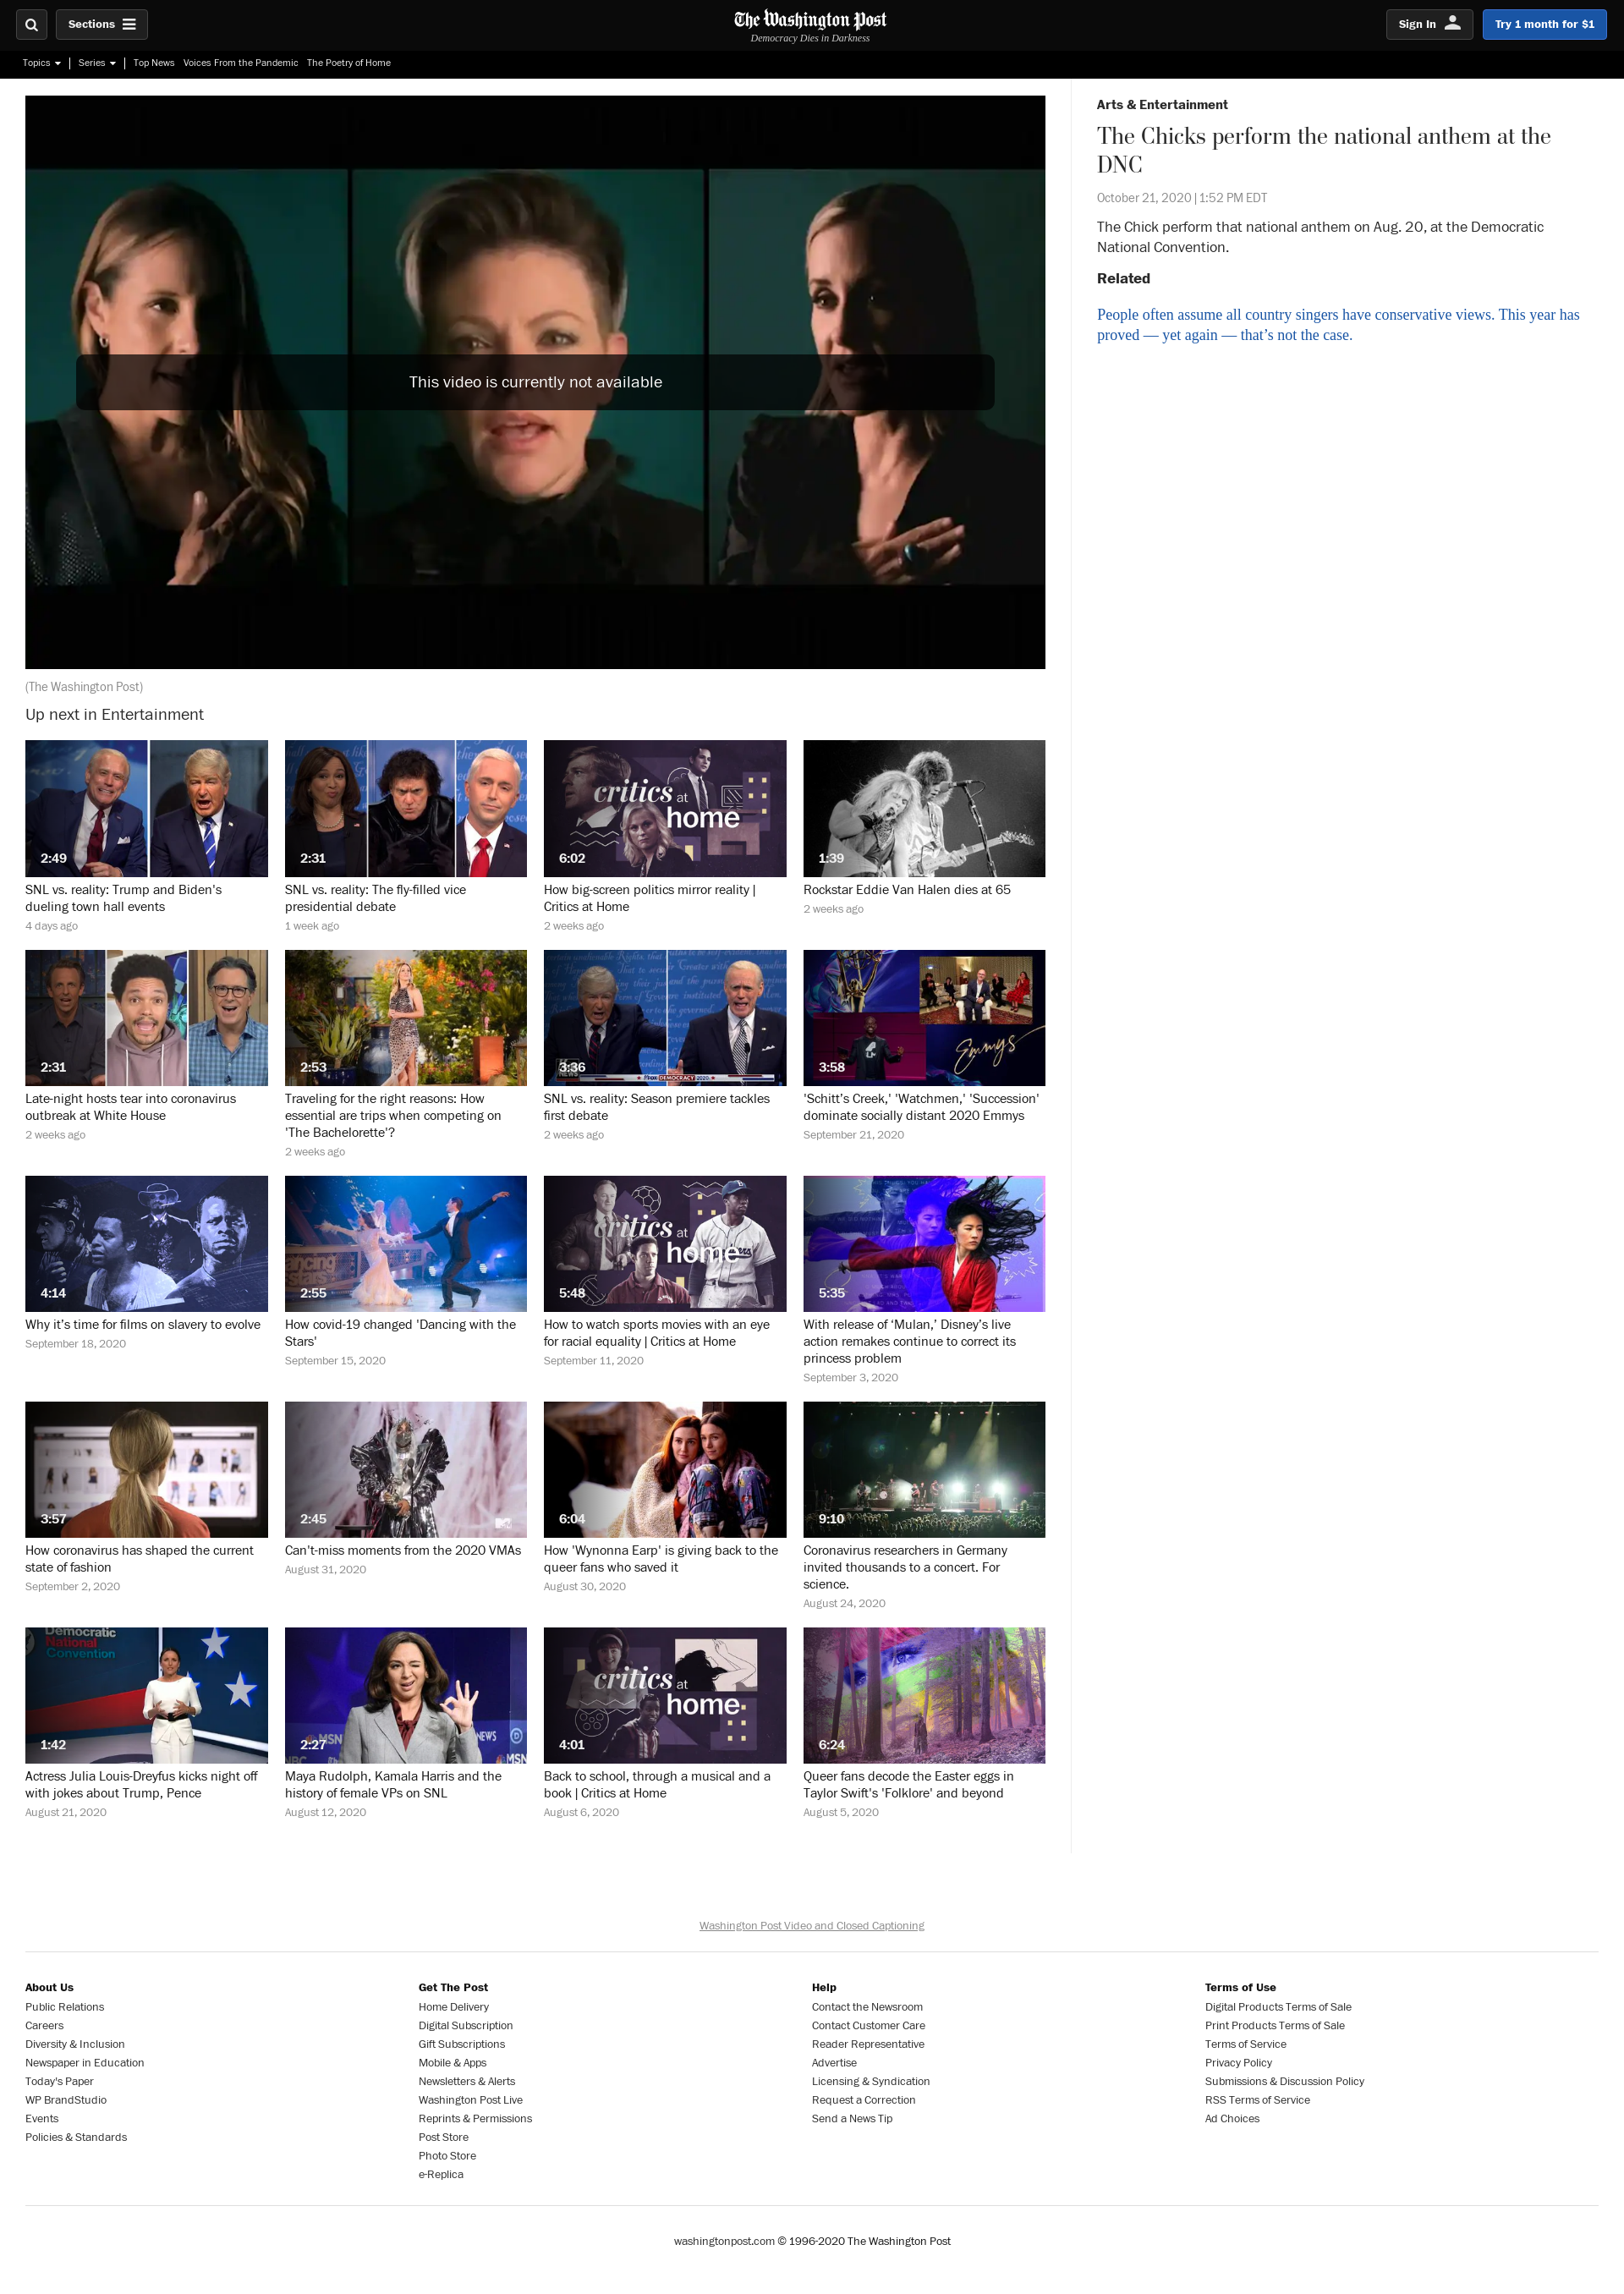 Sections
The Washington Post
Democracy Dies in Darkness
Sign In
Try 1 month for $1
Topics | Series | Top News Voices From the Pandemic The Poetry of Home
This video is currently not available
(The Washington Post)
Arts & Entertainment
The Chicks perform the national anthem at the
DNC
October 21, 2020 | 1:52 PM EDT
The Chick perform that national anthem on Aug. 20, at the Democratic
National Convention.
Related
People often assume all country singers have conservative views. This year has
proved — yet again — that’s not the case.
Up next in Entertainment
2:49
SNL vs. reality: Trump and Biden's
dueling town hall events
4 days ago
2:31
SNL vs. reality: The fly-filled vice
presidential debate
1 week ago
critics at
home
6:02
How big-screen politics mirror reality |
Critics at Home
2 weeks ago
1:39
Rockstar Eddie Van Halen dies at 65
2 weeks ago
2:31
Late-night hosts tear into coronavirus
outbreak at White House
2 weeks ago
2:53
Traveling for the right reasons: How
essential are trips when competing on
'The Bachelorette'?
2 weeks ago
3:36
DEMOCRACY 2020
SNL vs. reality: Season premiere tackles
first debate
2 weeks ago
Emmys
3:58
'Schitt’s Creek,' 'Watchmen,' 'Succession'
dominate socially distant 2020 Emmys
September 21, 2020
4:14
Why it’s time for films on slavery to evolve
September 18, 2020
2:55
How covid-19 changed 'Dancing with the
Stars'
September 15, 2020
critics at
home
5:48
How to watch sports movies with an eye
for racial equality | Critics at Home
September 11, 2020
5:35
With release of ‘Mulan,’ Disney’s live
action remakes continue to correct its
princess problem
September 3, 2020
3:57
How coronavirus has shaped the current
state of fashion
September 2, 2020
2:45
Can't-miss moments from the 2020 VMAs
August 31, 2020
6:04
How 'Wynonna Earp' is giving back to the
queer fans who saved it
August 30, 2020
9:10
Coronavirus researchers in Germany
invited thousands to a concert. For
science.
August 24, 2020
Democratic
National
Convention
1:42
Actress Julia Louis-Dreyfus kicks night off
with jokes about Trump, Pence
August 21, 2020
2:27
MSN
NEWS
MSN
Maya Rudolph, Kamala Harris and the
history of female VPs on SNL
August 12, 2020
critics at
home
4:01
Back to school, through a musical and a
book | Critics at Home
August 6, 2020
6:24
Queer fans decode the Easter eggs in
Taylor Swift's 'Folklore' and beyond
August 5, 2020
Washington Post Video and Closed Captioning
About Us
Public Relations
Careers
Diversity & Inclusion
Newspaper in Education
Today's Paper
WP BrandStudio
Events
Policies & Standards
Get The Post
Home Delivery
Digital Subscription
Gift Subscriptions
Mobile & Apps
Newsletters & Alerts
Washington Post Live
Reprints & Permissions
Post Store
Photo Store
e-Replica
Help
Contact the Newsroom
Contact Customer Care
Reader Representative
Advertise
Licensing & Syndication
Request a Correction
Send a News Tip
Terms of Use
Digital Products Terms of Sale
Print Products Terms of Sale
Terms of Service
Privacy Policy
Submissions & Discussion Policy
RSS Terms of Service
Ad Choices
washingtonpost.com © 1996-2020 The Washington Post